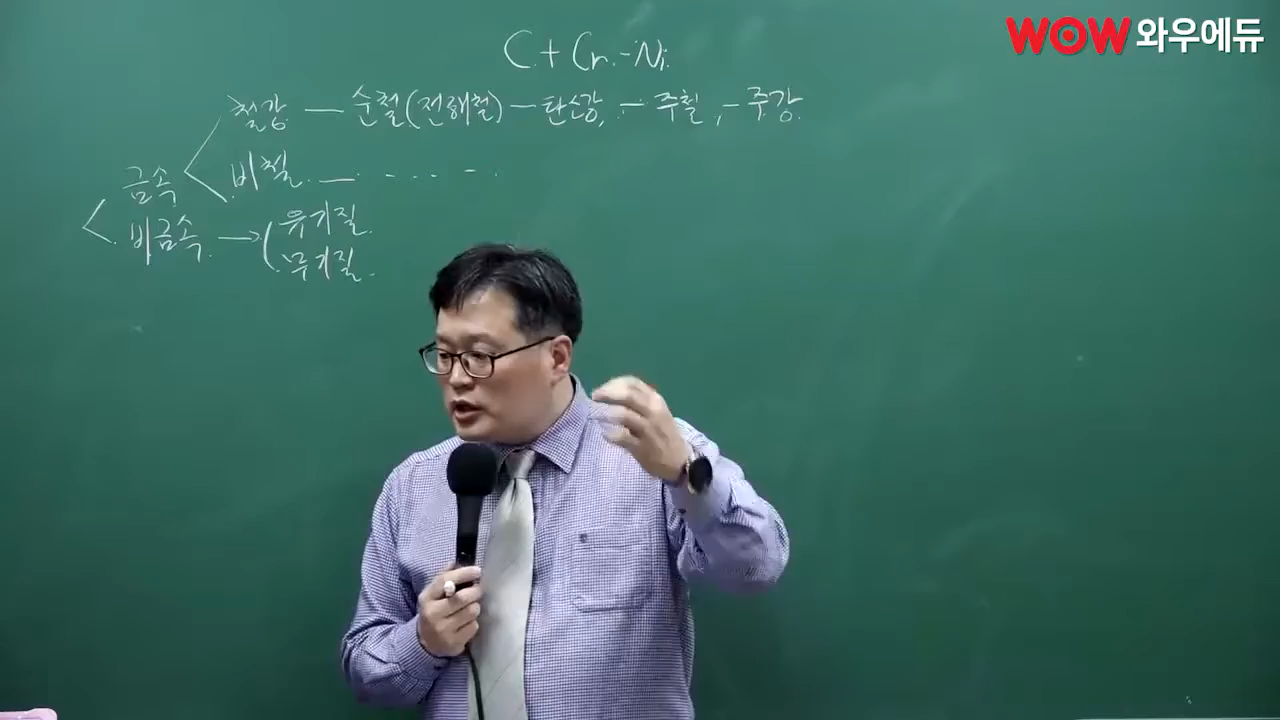 WOW 와우에듀
C + Cr - Ni.
철강 — 순철(전해철) — 탄소강, — 주철, — 주강.
비철. — . - . . . - .
금속
비금속. → 유기질.
무기질.